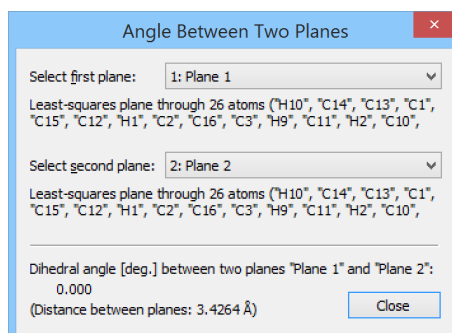 Angle Between Two Planes
Select first plane: 1: Plane 1
Least-squares plane through 26 atoms ("H10", "C14", "C13", "C1",
"C15", "C12", "H1", "C2", "C16", "C3", "H9", "C11", "H2", "C10",
Select second plane: 2: Plane 2
Least-squares plane through 26 atoms ("H10", "C14", "C13", "C1",
"C15", "C12", "H1", "C2", "C16", "C3", "H9", "C11", "H2", "C10",
Dihedral angle [deg.] between two planes "Plane 1" and "Plane 2":
0.000
(Distance between planes: 3.4264 Å) Close